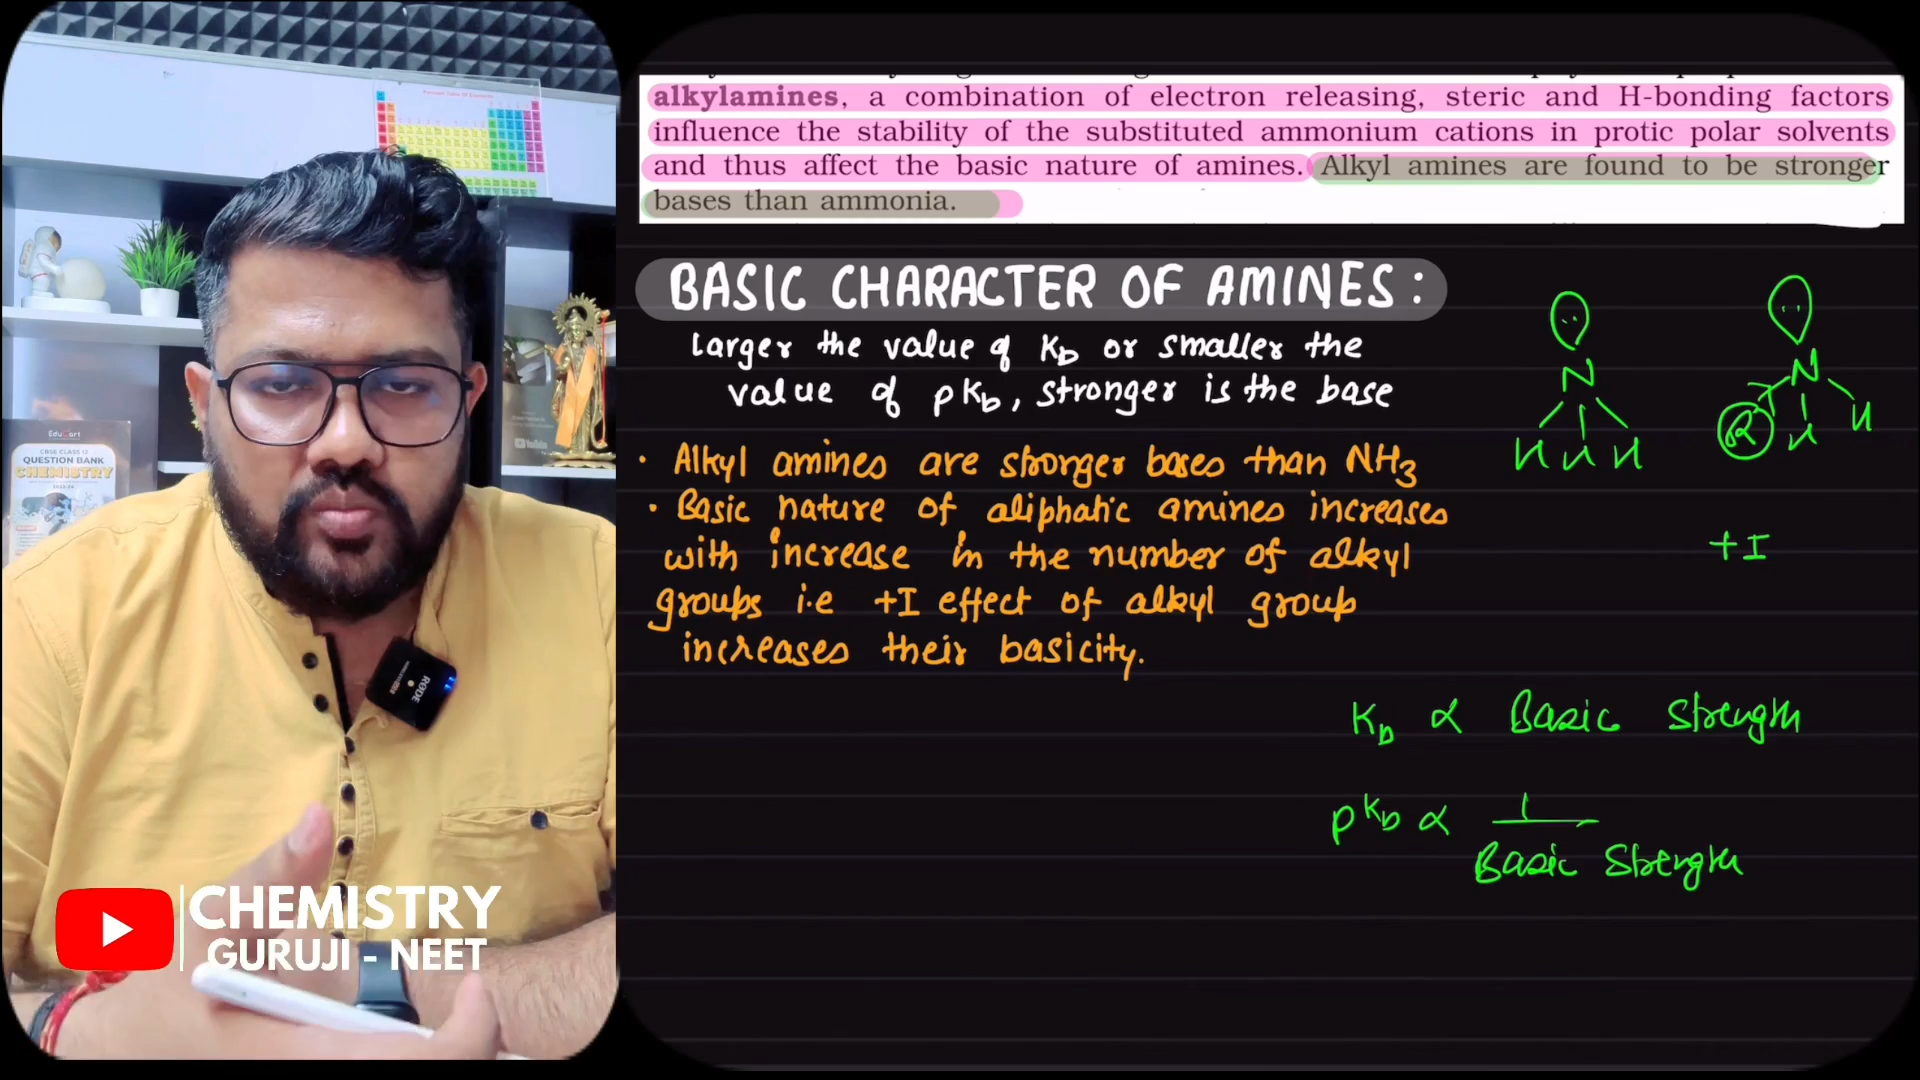 alkylamines, a combination of electron releasing, steric and H-bonding factors
influence the stability of the substituted ammonium cations in protic polar solvents
and thus affect the basic nature of amines. Alkyl amines are found to be stronger
bases than ammonia.
BASIC CHARACTER OF AMINES:
Larger the value of Kb or smaller the
value of pKb, stronger is the base
• Alkyl amines are stronger bases than NH3
• Basic nature of aliphatic amines increases
with increase in the number of alkyl
groups i.e +I effect of alkyl group
increases their basicity.
N
H H H
N
R H H
+I
Kb ∝ Basic Strength
pKb ∝ 1
Basic Strength
EduCart
CBSE CLASS 12
QUESTION BANK
CHEMISTRY
RØDE
CHEMISTRY
GURUJI - NEET